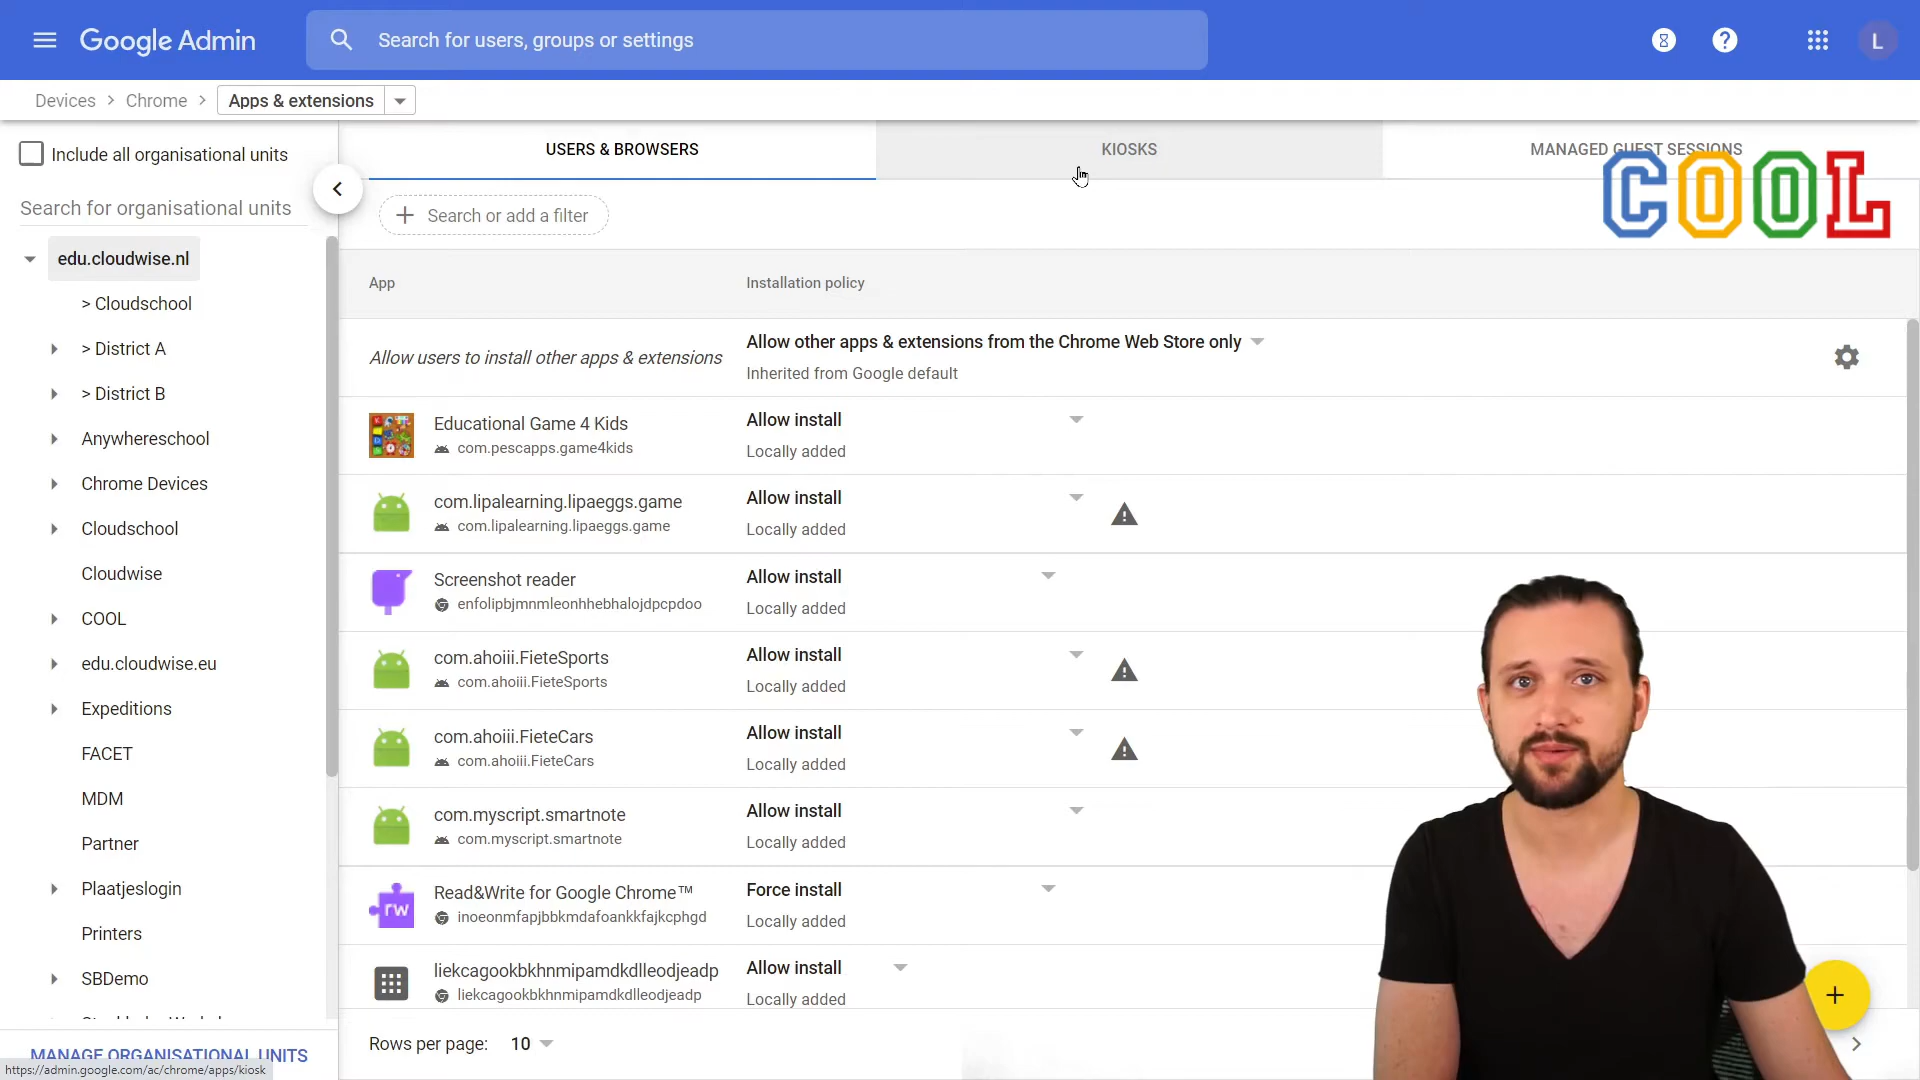 Google Admin
Search for users, groups or settings
L
Devices > Chrome > Apps & extensions
Include all organisational units
Search for organisational units
edu.cloudwise.nl
> Cloudschool
> District A
> District B
Anywhereschool
Chrome Devices
Cloudschool
Cloudwise
COOL
edu.cloudwise.eu
Expeditions
FACET
MDM
Partner
Plaatjeslogin
Printers
SBDemo
MANAGE ORGANISATIONAL UNITS
https://admin.google.com/ac/chrome/apps/kiosk
USERS & BROWSERS
KIOSKS
MANAGED GUEST SESSIONS
COOL
Search or add a filter
App
Installation policy
Allow users to install other apps & extensions
Allow other apps & extensions from the Chrome Web Store only
Inherited from Google default
Educational Game 4 Kids
com.pescapps.game4kids
Allow install
Locally added
com.lipalearning.lipaeggs.game
com.lipalearning.lipaeggs.game
Allow install
Locally added
Screenshot reader
enfolipbjmnmleonhhebhalojdpcpdoo
Allow install
Locally added
com.ahoiii.FieteSports
com.ahoiii.FieteSports
Allow install
Locally added
com.ahoiii.FieteCars
com.ahoiii.FieteCars
Allow install
Locally added
com.myscript.smartnote
com.myscript.smartnote
Allow install
Locally added
rw
Read&Write for Google Chrome™
inoeonmfapjbbkmdafoankkfajkcphgd
Force install
Locally added
liekcagookbkhnmipamdkdlleodjeadp
liekcagookbkhnmipamdkdlleodjeadp
Allow install
Locally added
Rows per page: 10